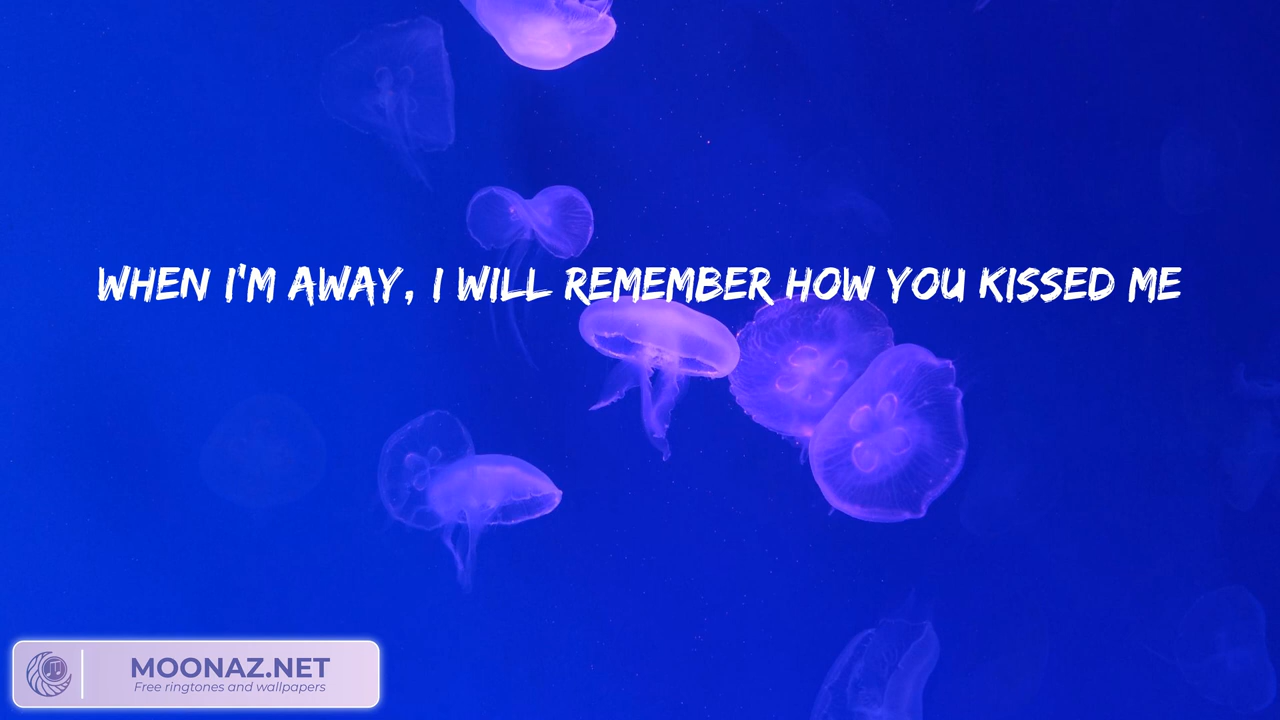 WHEN I'M AWAY, I WILL REMEMBER HOW YOU KISSED ME
MOONAZ.NET
Free ringtones and wallpapers